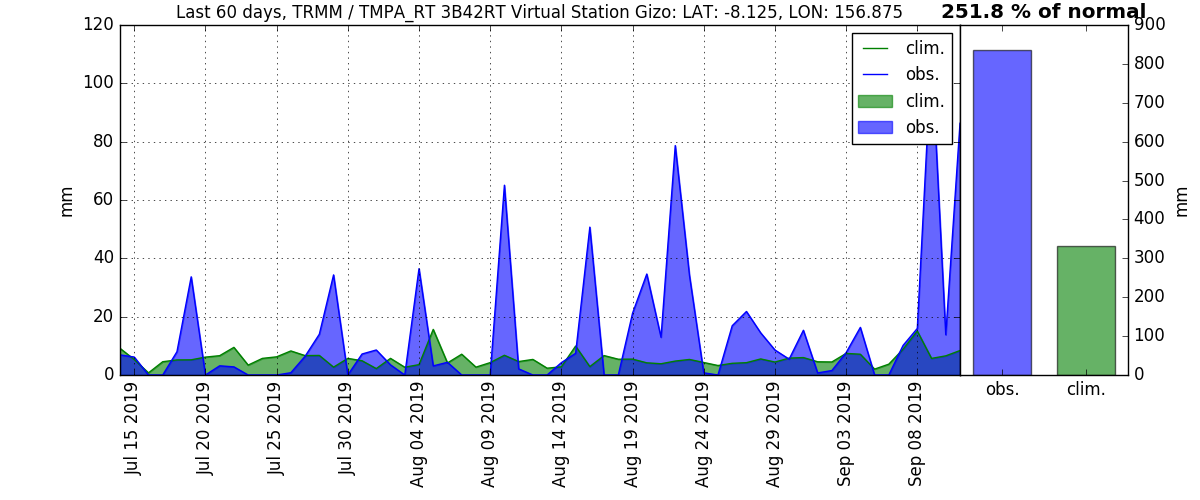 Last 60 days, TRMM / TMPA_RT 3B42RT Virtual Station Gizo: LAT: -8.125, LON: 156.875
251.8 % of normal
120
100
80
60
40
20
0
mm
clim.
obs.
clim.
obs.
900
800
700
600
500
400
300
200
100
0
mm
Jul 15 2019
Jul 20 2019
Jul 25 2019
Jul 30 2019
Aug 04 2019
Aug 09 2019
Aug 14 2019
Aug 19 2019
Aug 24 2019
Aug 29 2019
Sep 03 2019
Sep 08 2019
obs.
clim.